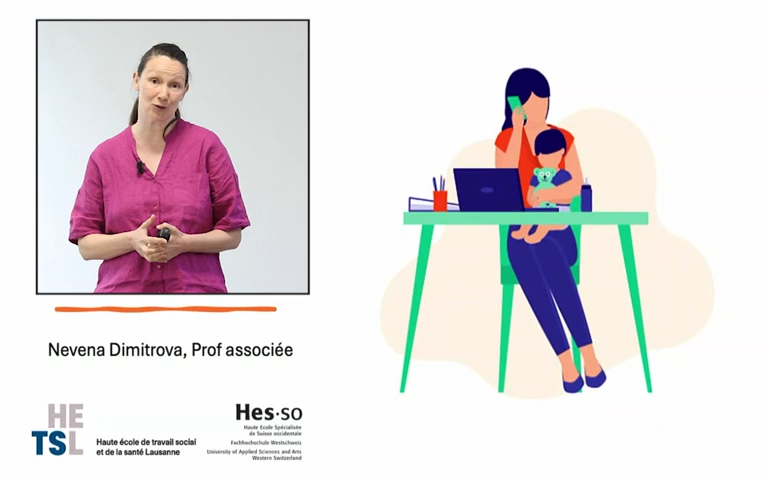 Nevena Dimitrova, Prof associée
HE
TSL
Haute école de travail social
et de la santé Lausanne
Hes·so
Haute Ecole Spécialisée
de Suisse occidentale
Fachhochschule Westschweiz
University of Applied Sciences and Arts
Western Switzerland